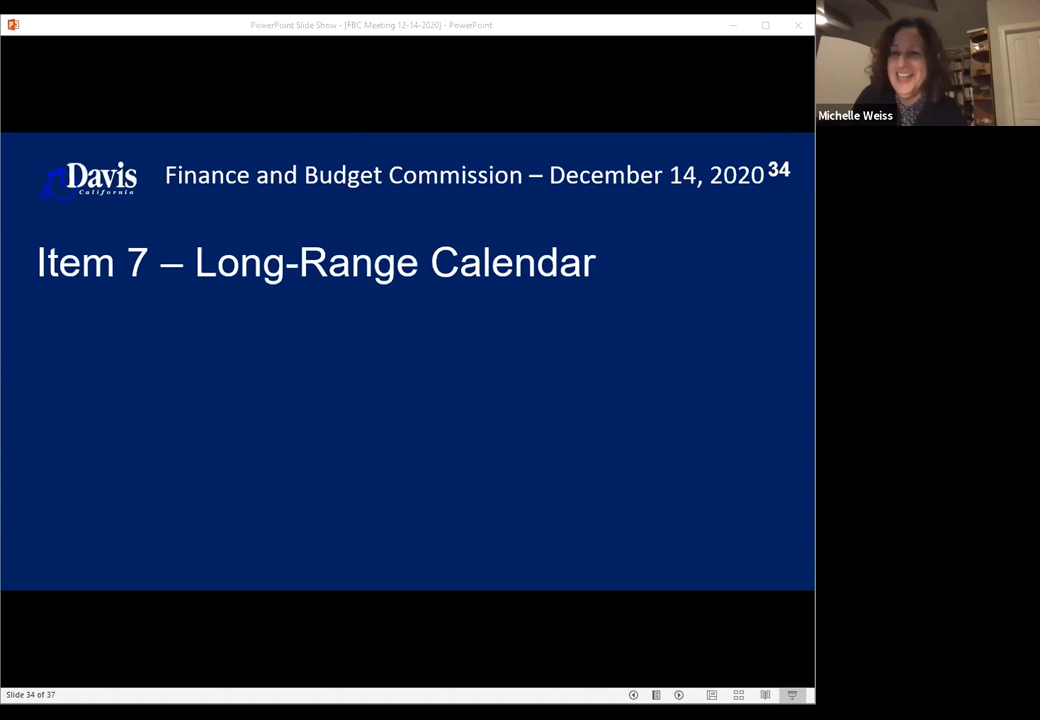 PowerPoint Slide Show - [FBC Meeting 12-14-2020] - PowerPoint
Michelle Weiss
Davis
California
Finance and Budget Commission – December 14, 2020
34
Item 7 – Long-Range Calendar
Slide 34 of 37